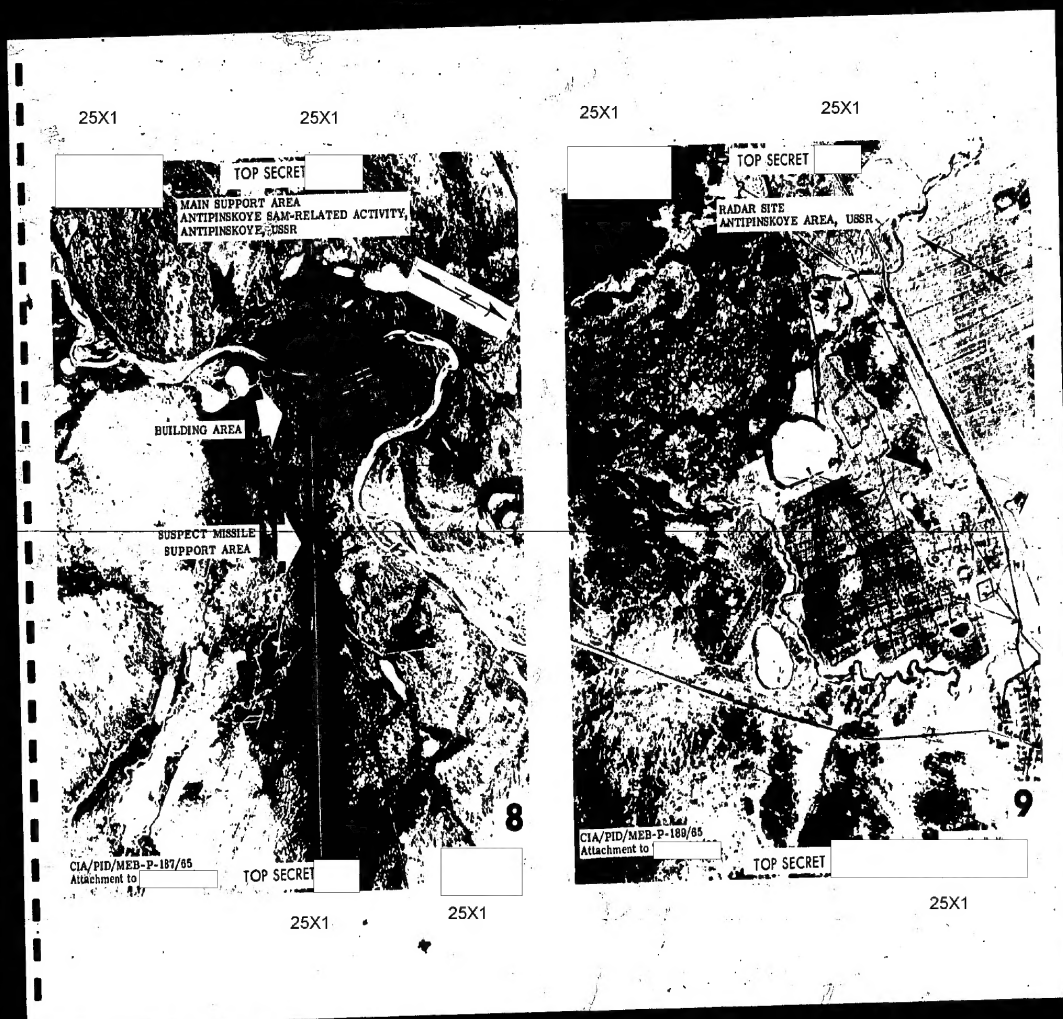 25X1
25X1
TOP SECRET
MAIN SUPPORT AREA
ANTIPINSKOYE SAM-RELATED ACTIVITY,
ANTIPINSKOYE, USSR
BUILDING AREA
SUSPECT MISSILE
SUPPORT AREA
8
CIA/PID/MEB-P-187/65
Attachment to
TOP SECRET
25X1
25X1
25X1
25X1
TOP SECRET
RADAR SITE
ANTIPINSKOYE AREA, USSR
9
CIA/PID/MEB-P-189/65
Attachment to
TOP SECRET
25X1